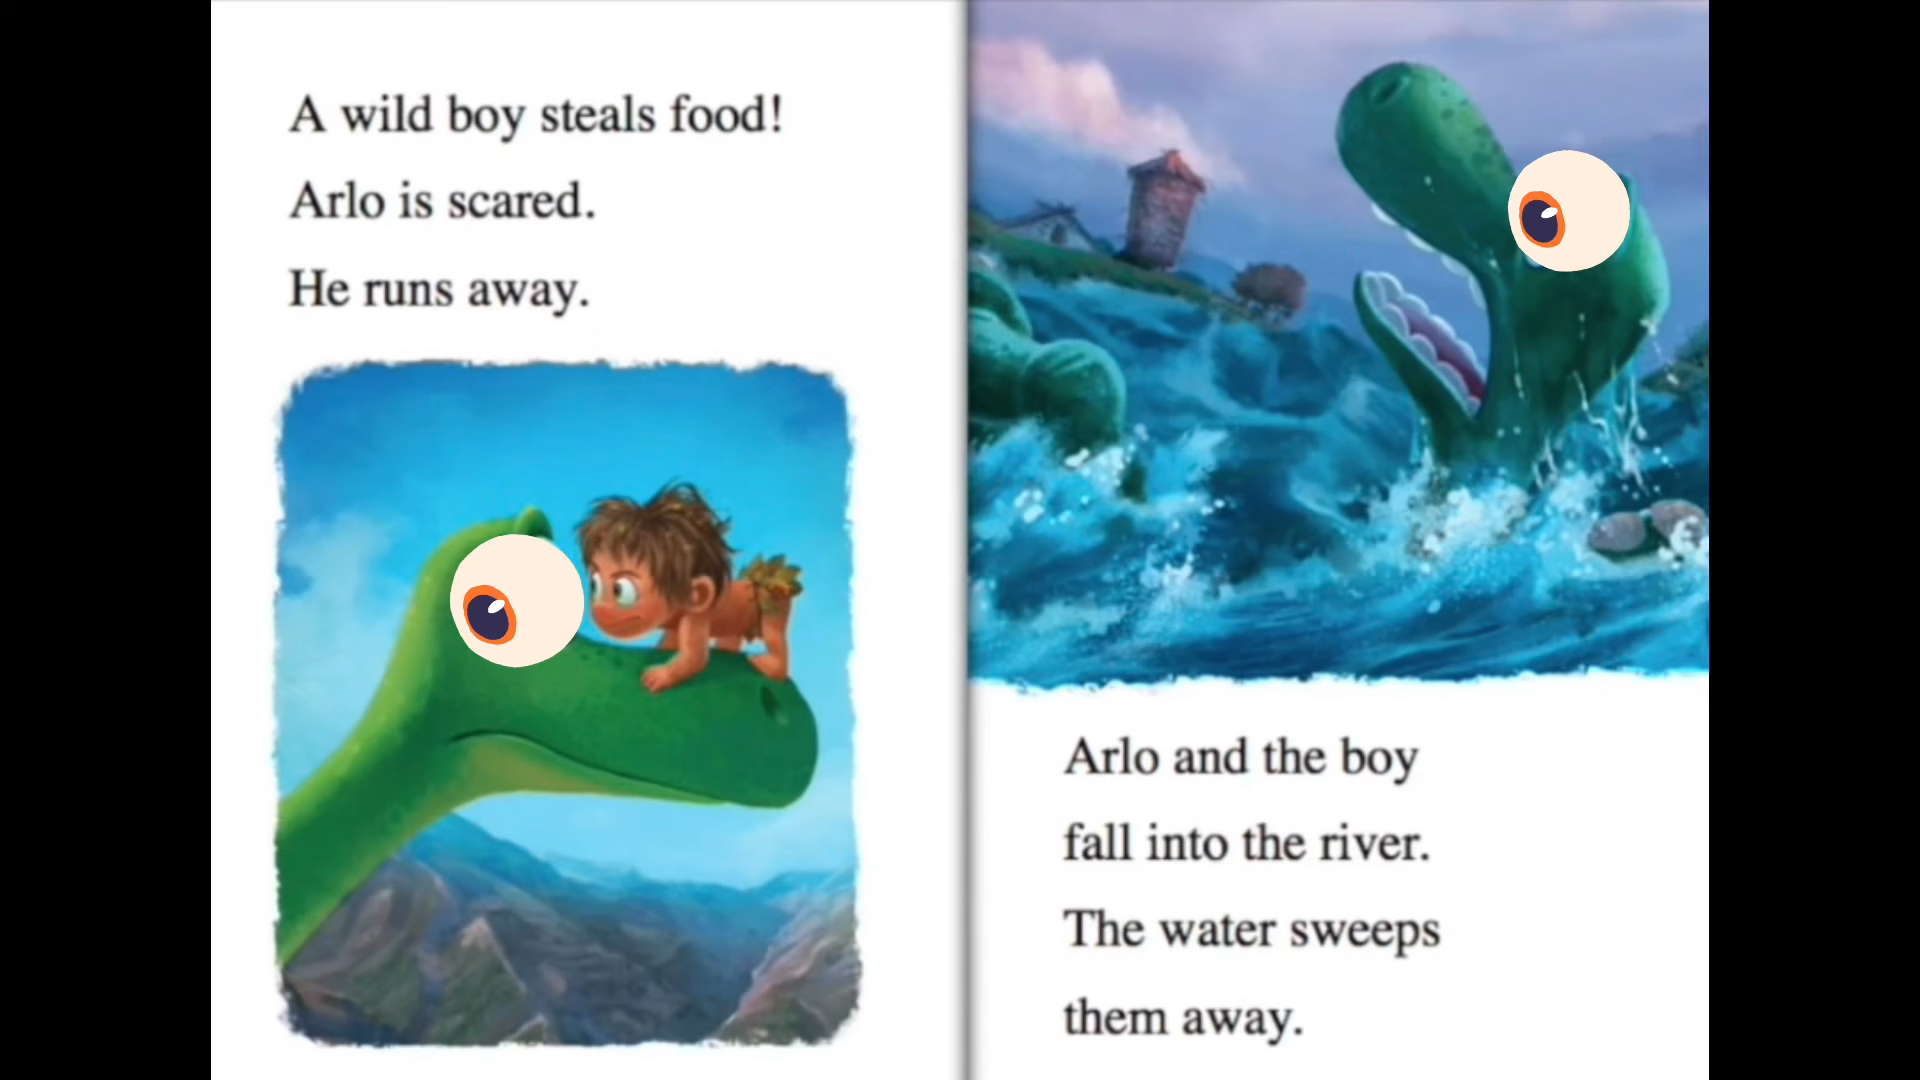 A wild boy steals food!
Arlo is scared.
He runs away.
Arlo and the boy
fall into the river.
The water sweeps
them away.